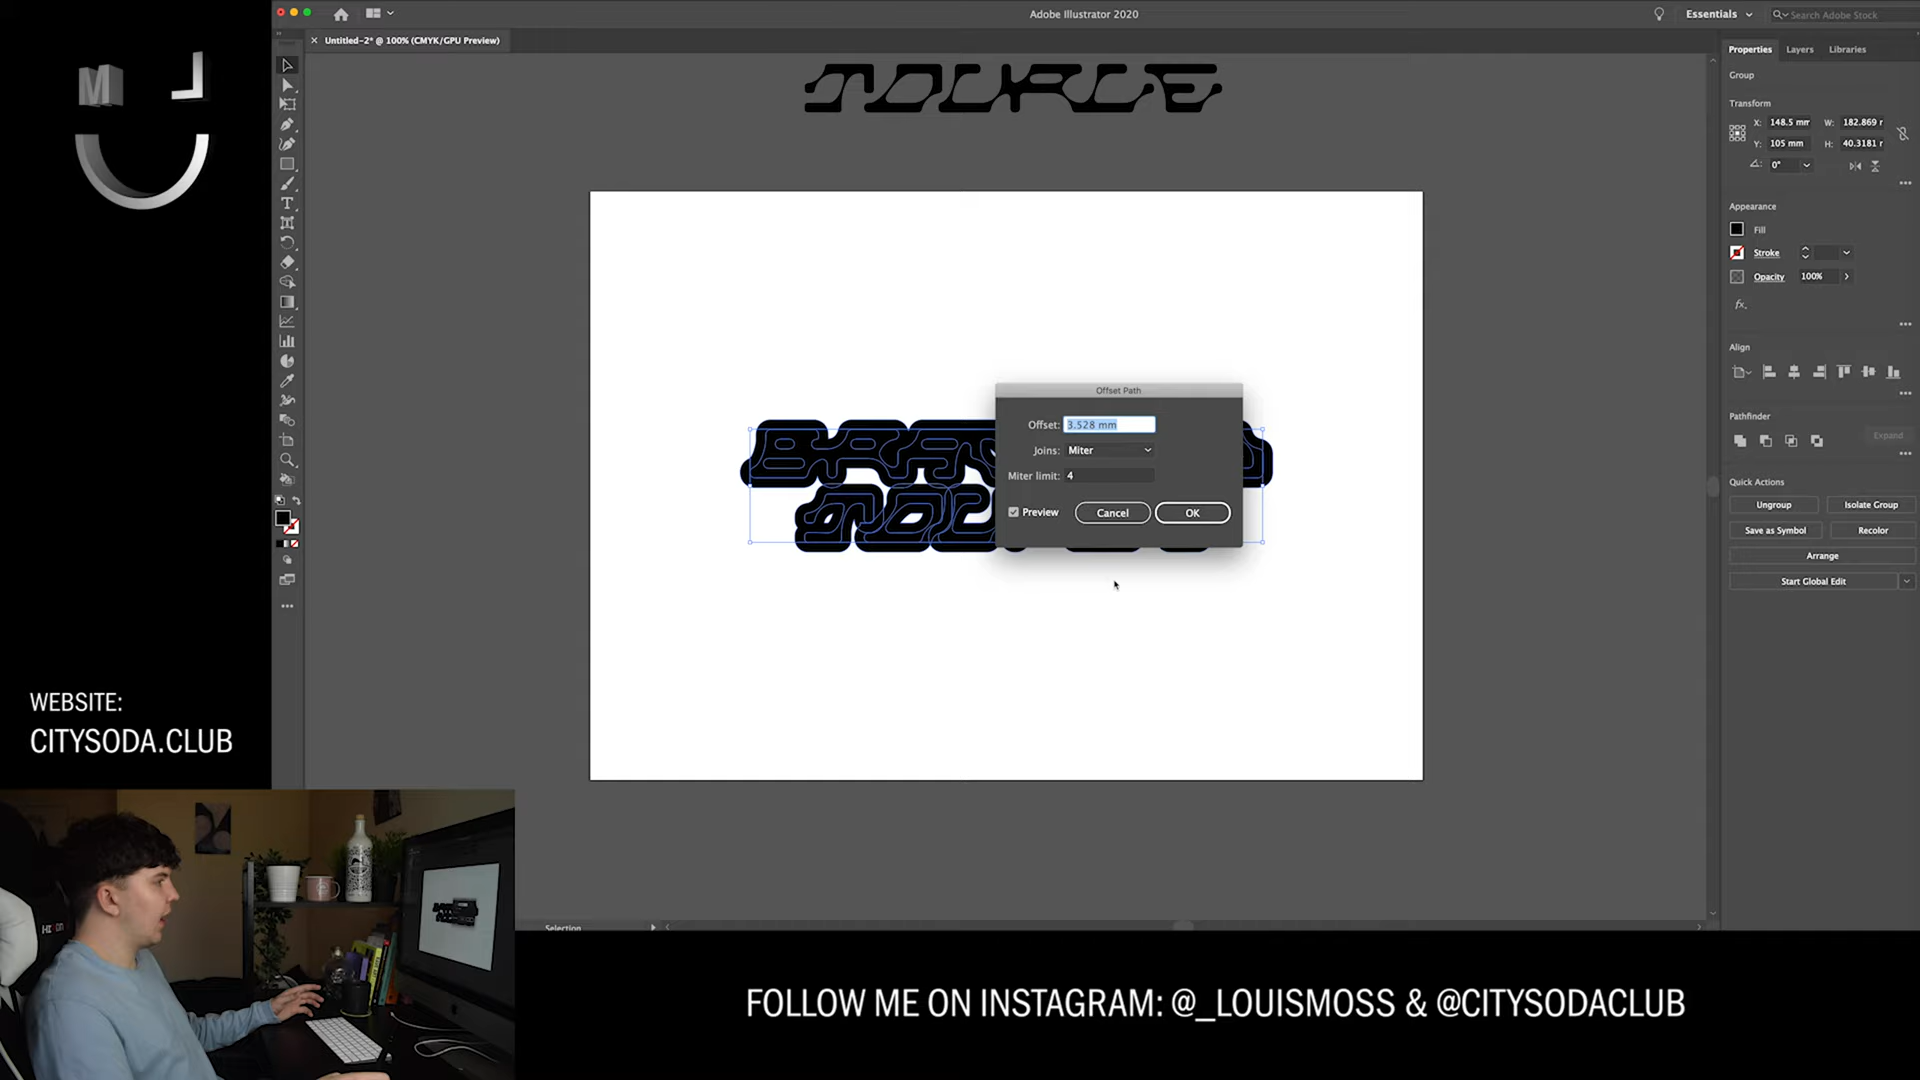 Adobe Illustrator 2020
Essentials
Search Adobe Stock
Untitled-2* @ 100% (CMYK/GPU Preview)
Properties
Layers
Libraries
TOURCE
Group
Transform
X:
148.5 mm
W:
182.869 r
Y:
105 mm
H:
40.3181 r
0°
Appearance
Fill
Stroke
Opacity
100%
fx.
Align
Pathfinder
Expand
Quick Actions
Ungroup
Isolate Group
Save as Symbol
Recolor
Arrange
Start Global Edit
Offset Path
Offset:
3.528 mm
Joins:
Miter
Miter limit:
4
Preview
Cancel
OK
WEBSITE:
CITYSODA.CLUB
Selection
FOLLOW ME ON INSTAGRAM: @_LOUISMOSS & @CITYSODACLUB